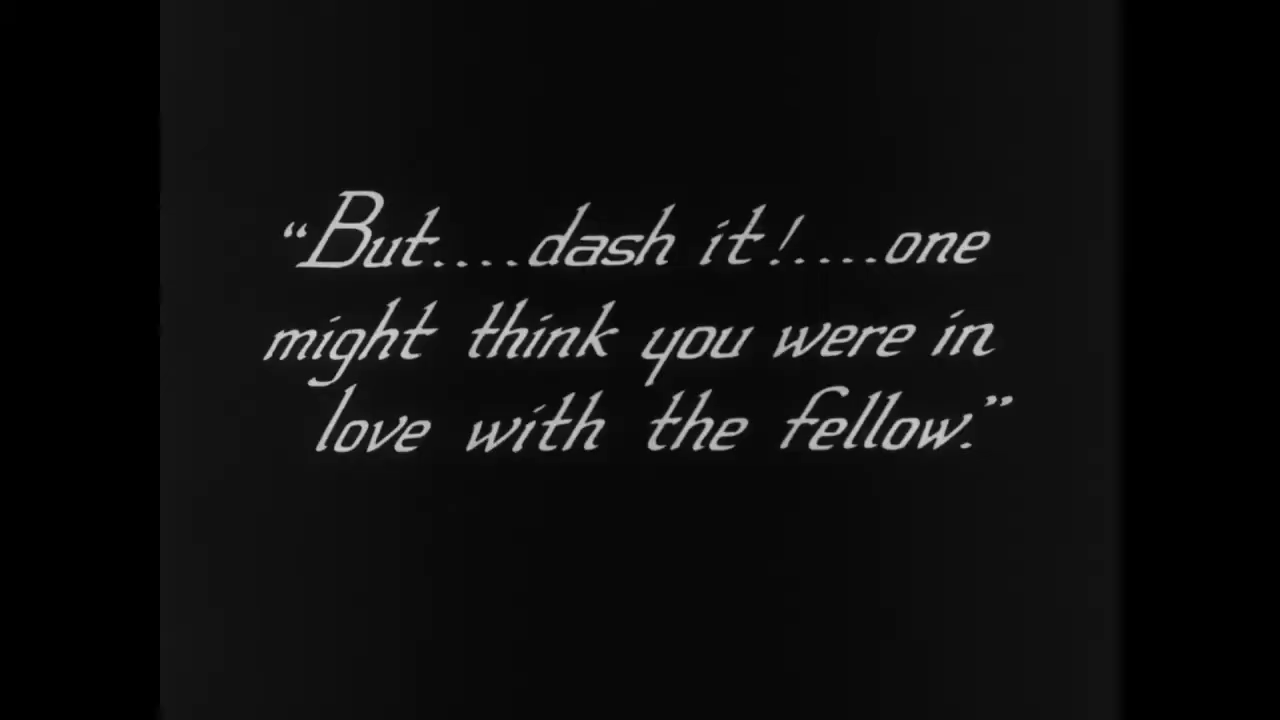 “But....dash it!....one
might think you were in
love with the fellow.”